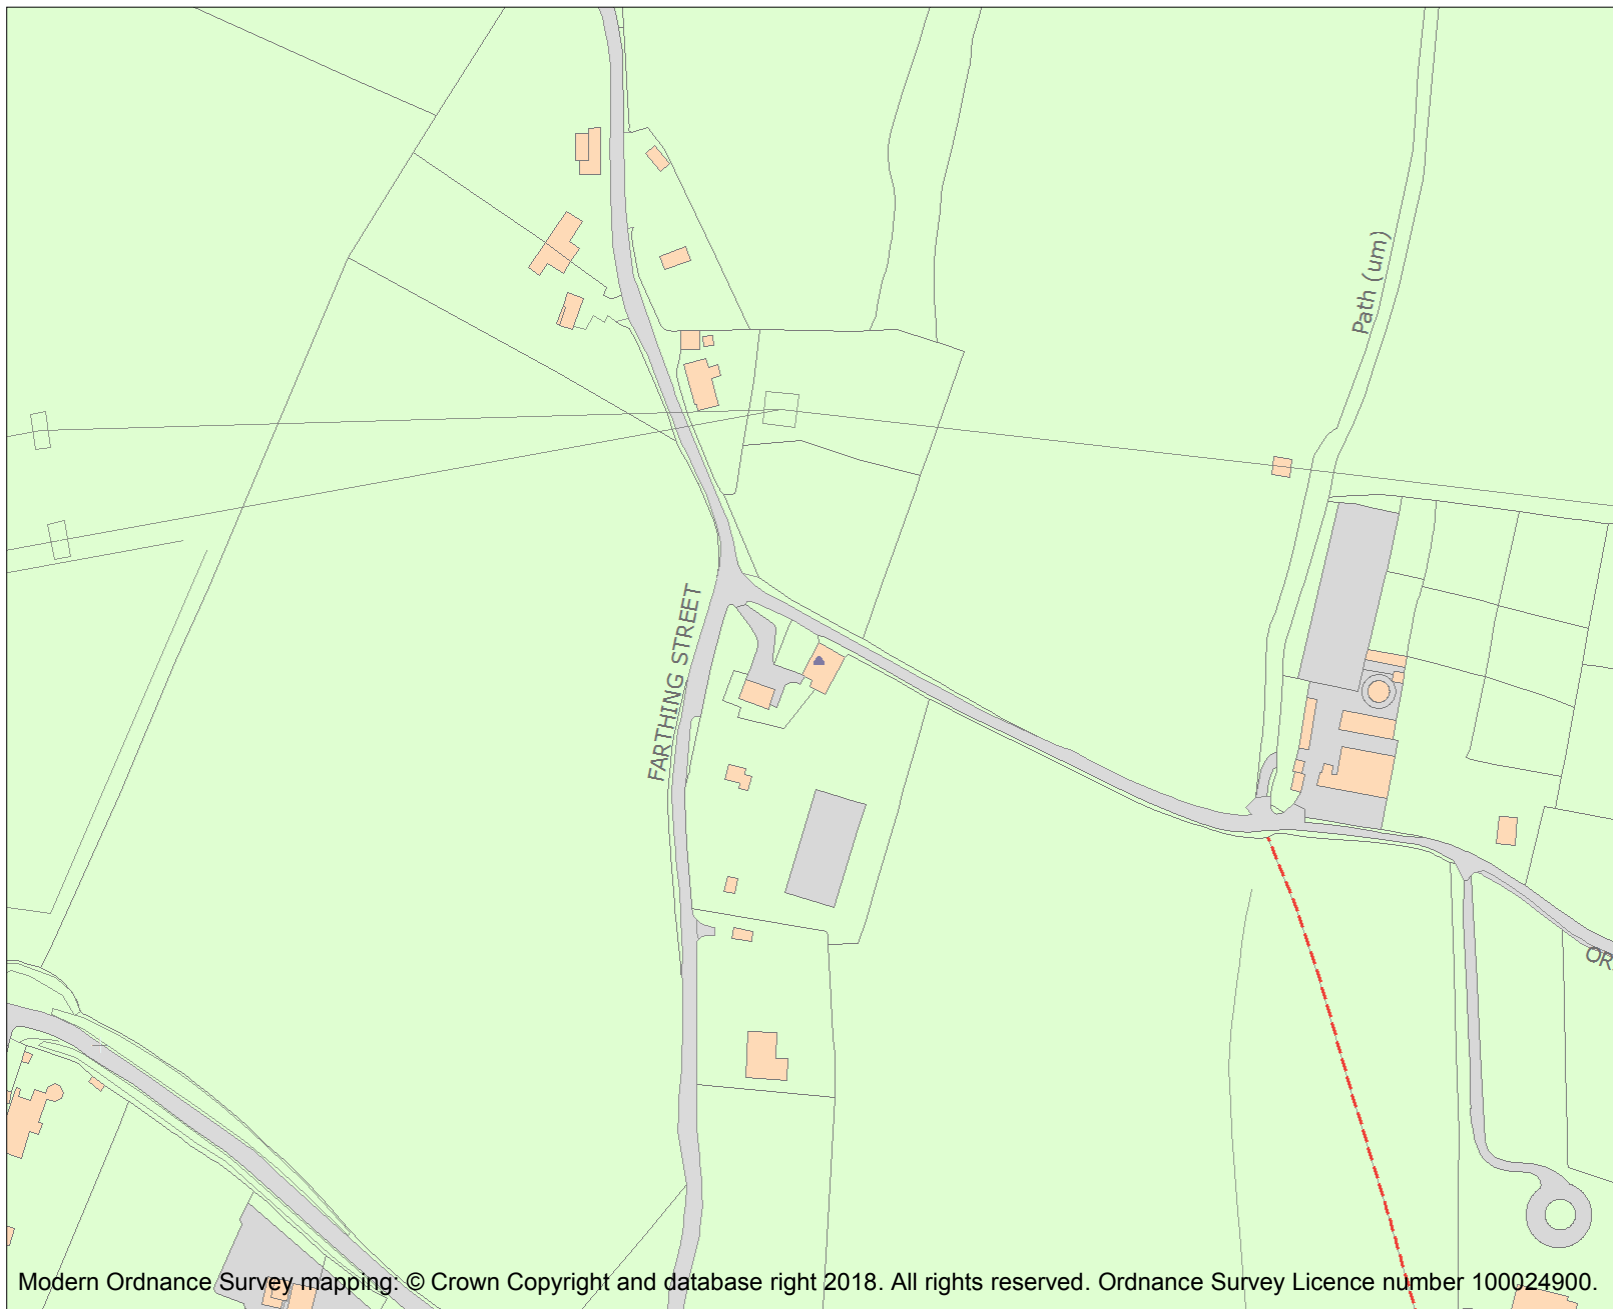 Path (um)
FARTHING STREET
OR
Modern Ordnance Survey mapping: © Crown Copyright and database right 2018. All rights reserved. Ordnance Survey Licence number 100024900.